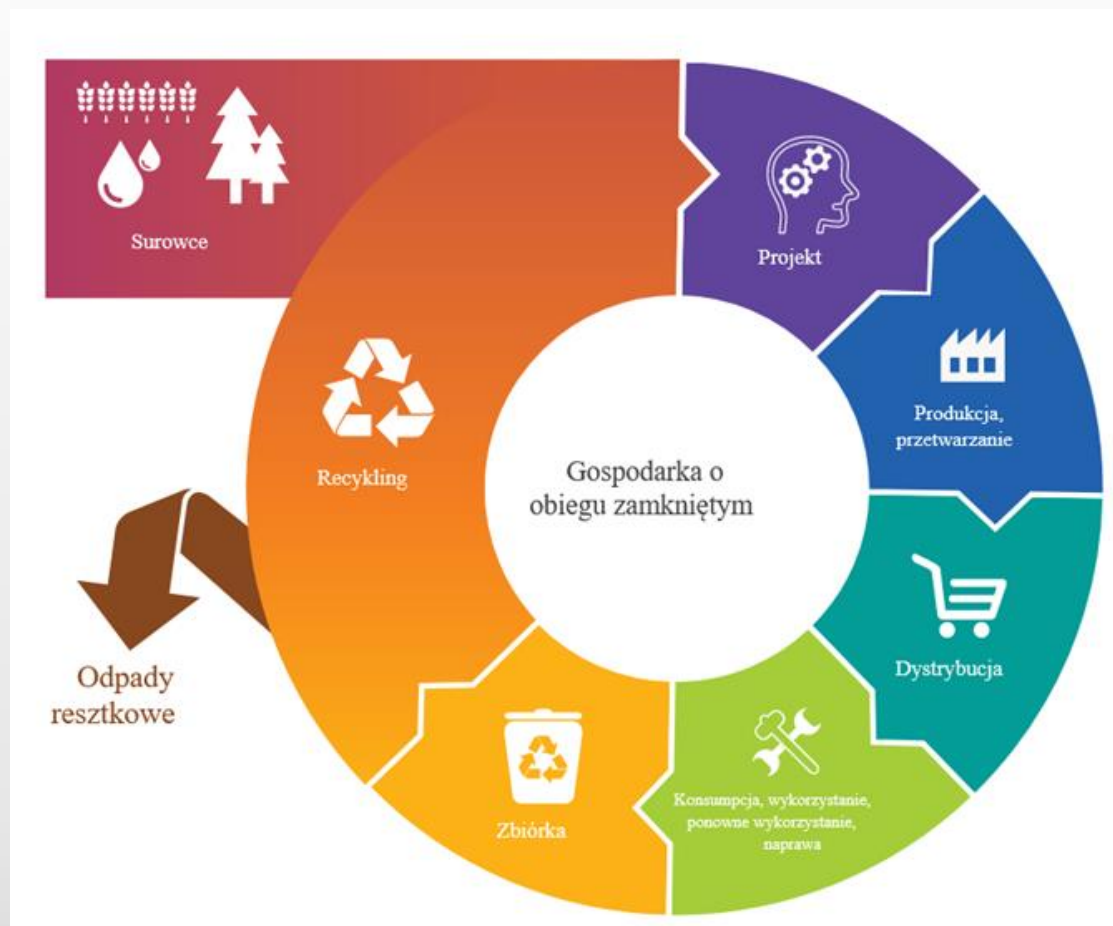 Surowce
Projekt
Produkcja,
przetwarzanie
Dystrybucja
Konsumpcja, wykorzystanie,
ponowne wykorzystanie,
naprawa
Zbiórka
Recykling
Gospodarka o
obiegu zamkniętym
Odpady
resztkowe